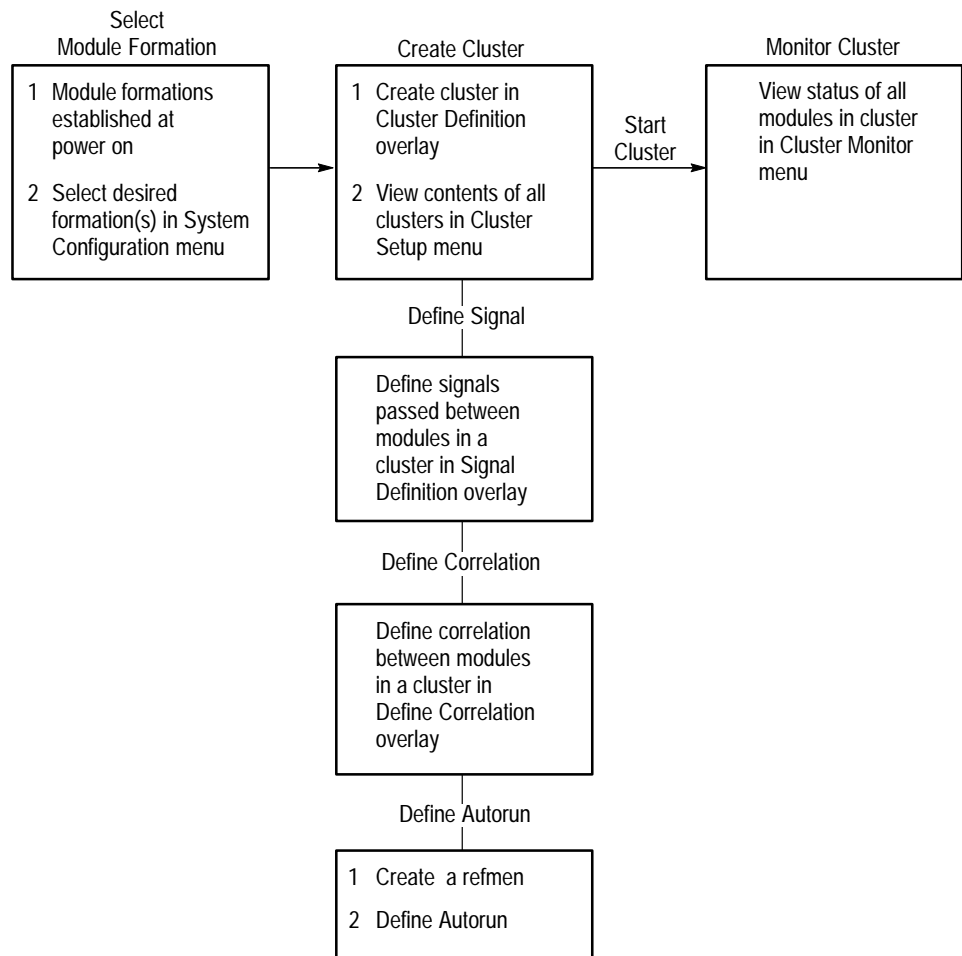 Select
Module Formation
1 Module formations
established at
power on
2 Select desired
formation(s) in System
Configuration menu
Create Cluster
1 Create cluster in
Cluster Definition
overlay
2 View contents of all
clusters in Cluster
Setup menu
Start
Cluster
Monitor Cluster
View status of all
modules in cluster
in Cluster Monitor
menu
Define Signal
Define signals
passed between
modules in a
cluster in Signal
Definition overlay
Define Correlation
Define correlation
between modules
in a cluster in
Define Correlation
overlay
Define Autorun
1 Create a refmen
2 Define Autorun